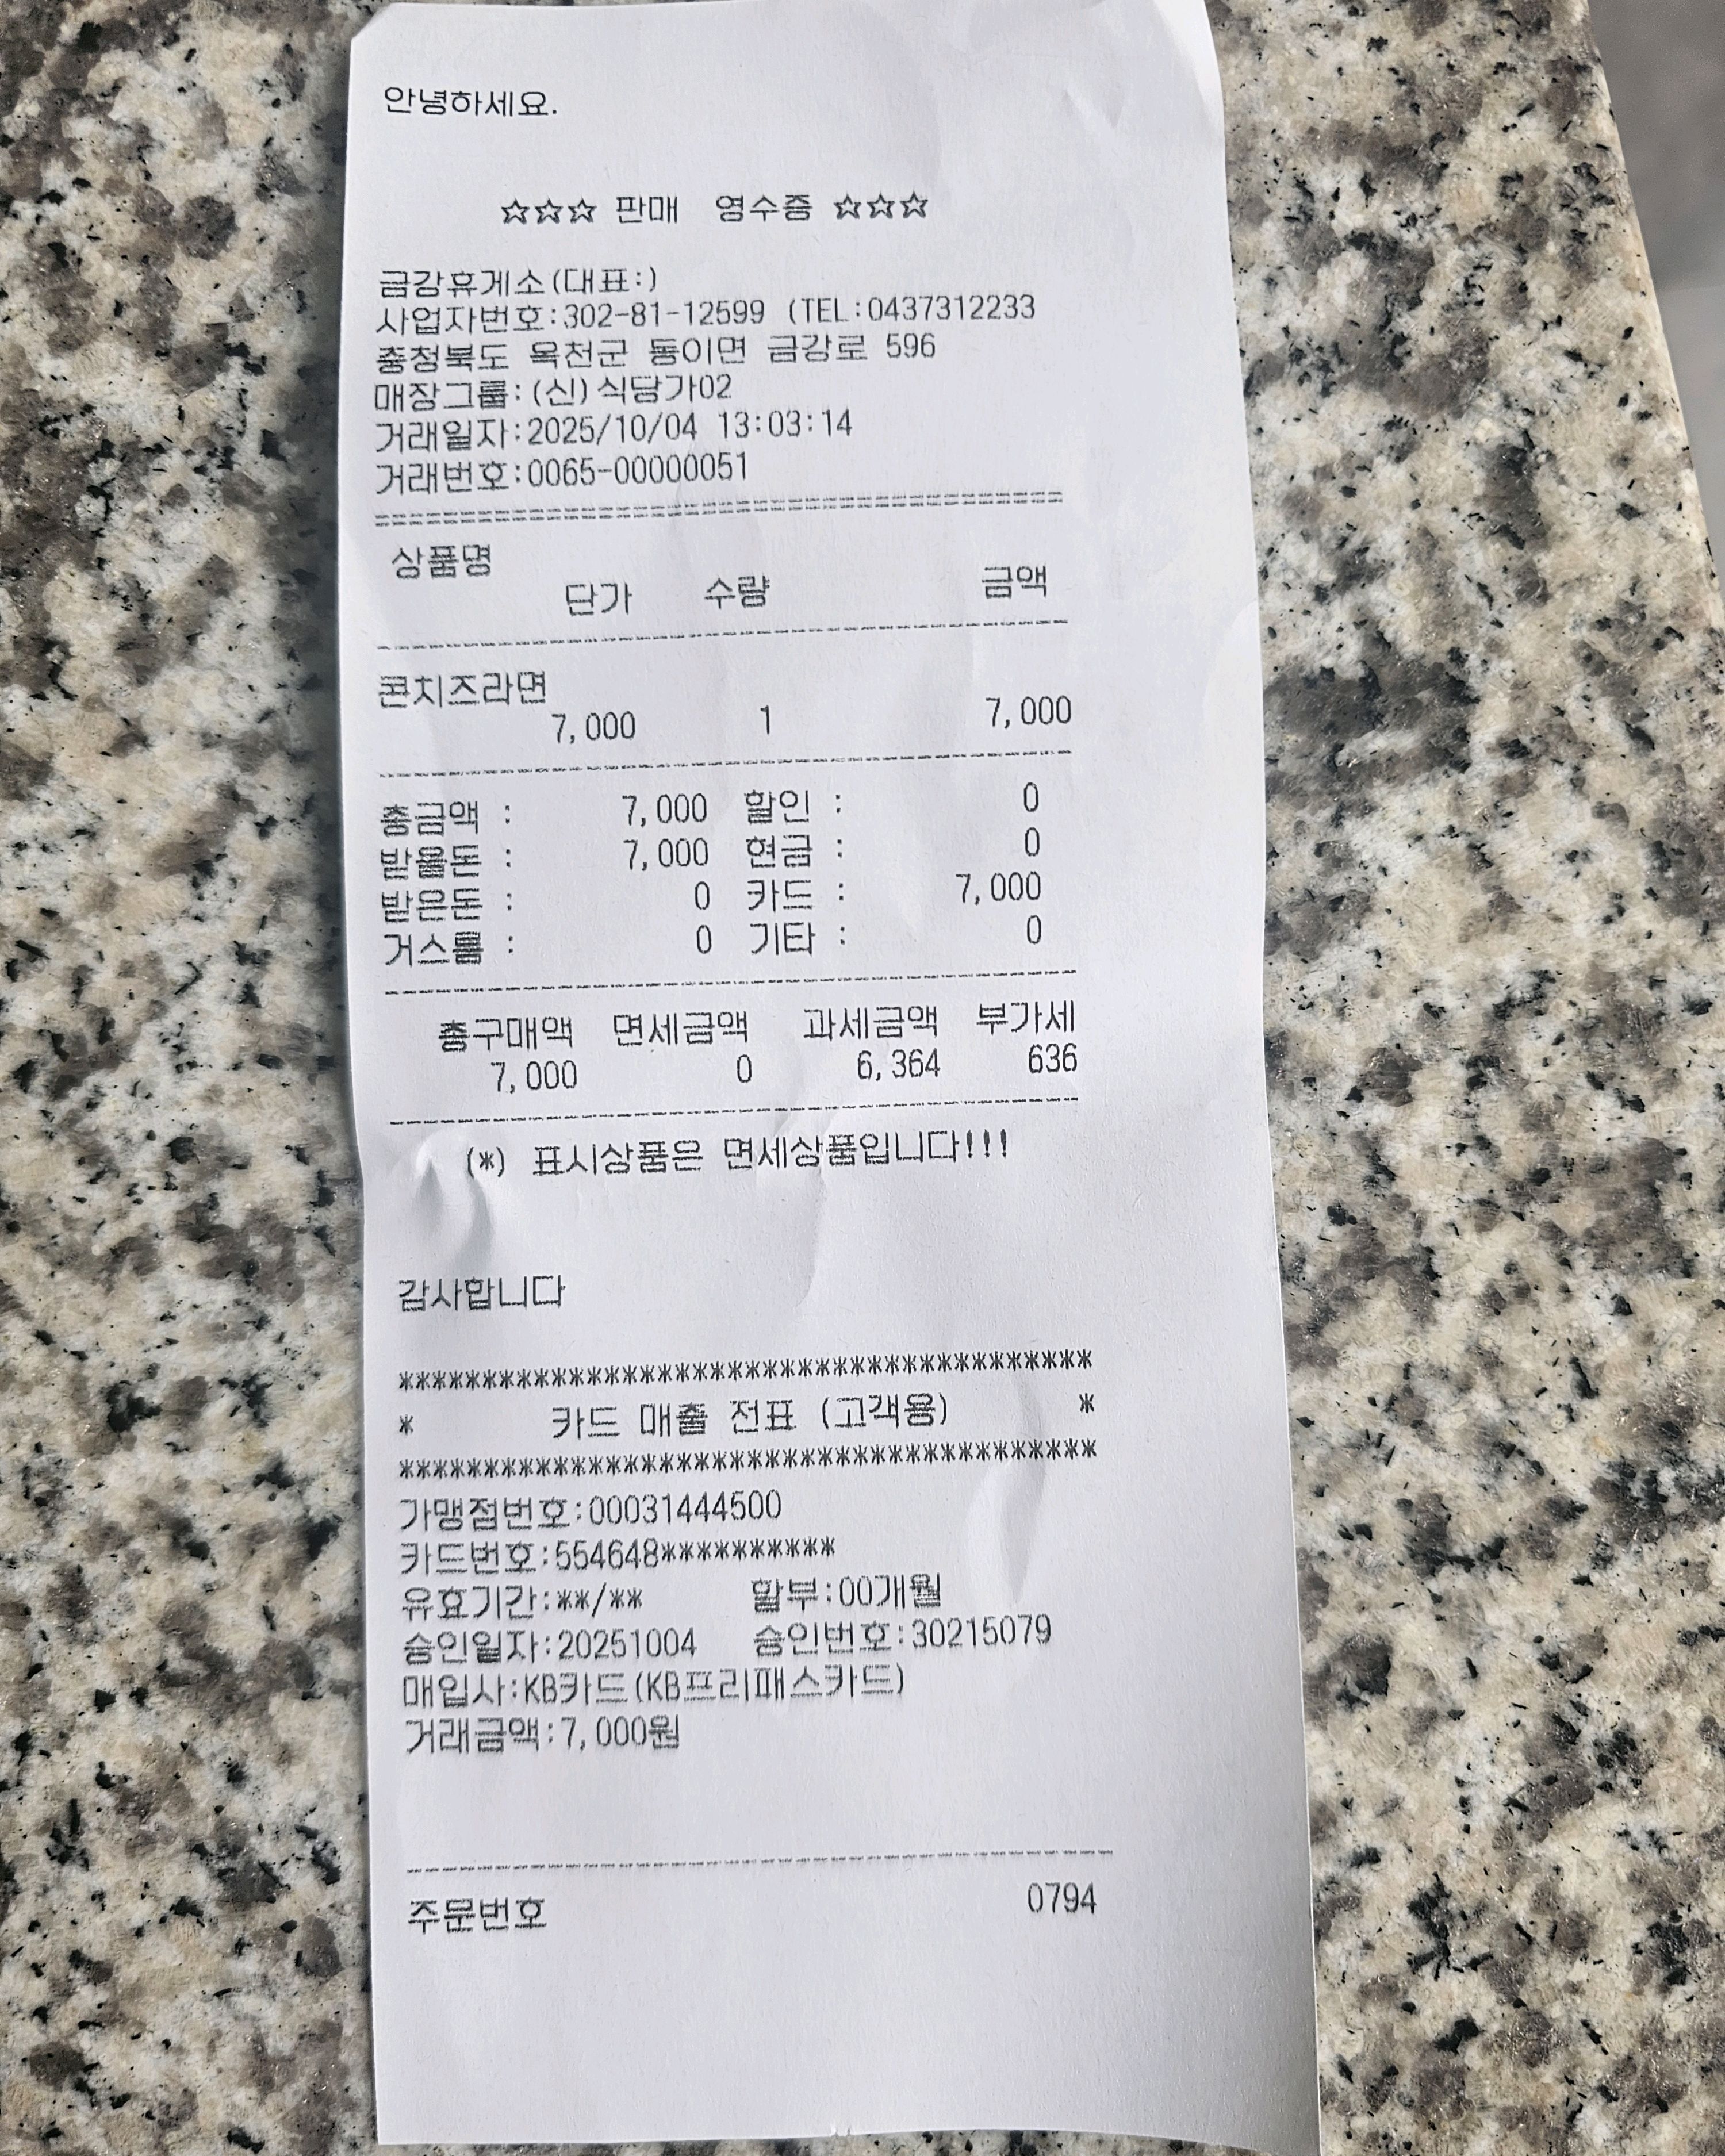 안녕하세요.
☆☆☆ 판매 영수증 ☆☆☆
금강휴게소(대표:)
사업자번호:302-81-12599 (TEL:0437312233
충청북도 옥천군 동이면 금강로 596
매장그룹:(신)식당가02
거래일자:2025/10/04 13:03:14
거래번호:0065-00000051
상품명
단가 수량 금액
콘치즈라면
7,000 1 7,000
총금액 : 7,000 할인 : 0
받을돈 : 7,000 현금 : 0
받은돈 : 0 카드 : 7,000
거스름 : 0 기타 : 0
총구매액 면세금액 과세금액 부가세
7,000 0 6,364 636
(*) 표시상품은 면세상품입니다!!!
감사합니다
****************************************
* 카드 매출 전표 (고객용) *
****************************************
가맹점번호:00031444500
카드번호:554648**********
유효기간:**/** 할부:00개월
승인일자:20251004 승인번호:30215079
매입사:KB카드(KB프리패스카드)
거래금액:7,000원
주문번호 0794